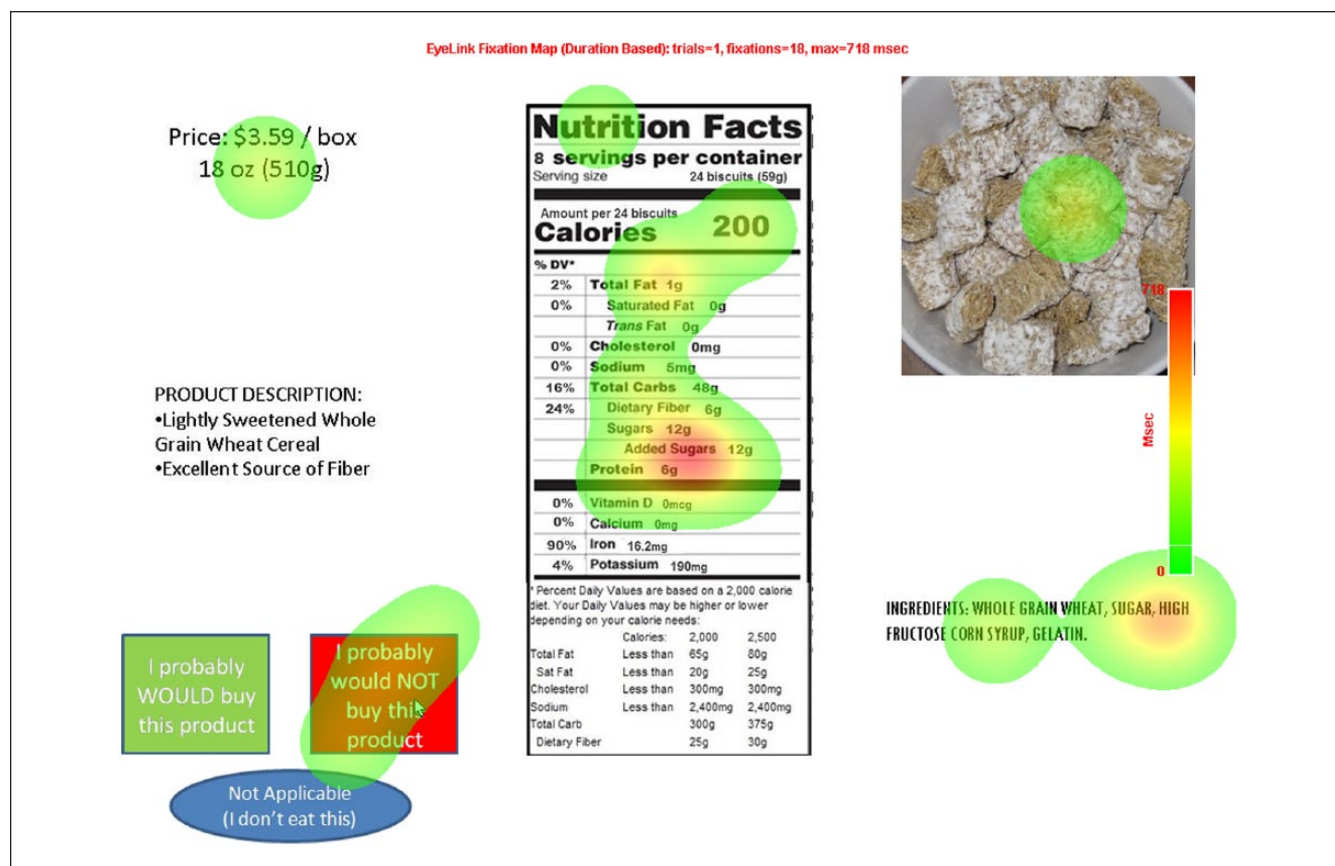 EyeLink Fixation Map (Duration Based): trials=1, fixations=18, max=718 msec
Price: $3.59 / box
18 oz (510g)
PRODUCT DESCRIPTION:
•Lightly Sweetened Whole
Grain Wheat Cereal
•Excellent Source of Fiber
I probably
WOULD buy
this product
I probably
would NOT
buy this
product
Not Applicable
(I don't eat this)
Nutrition Facts
8 servings per container
Serving size 24 biscuits (59g)
Amount per 24 biscuits
Calories 200
% DV*
2% Total Fat 1g
0% Saturated Fat 0g
Trans Fat 0g
0% Cholesterol 0mg
0% Sodium 5mg
16% Total Carbs 48g
24% Dietary Fiber 6g
Sugars 12g
Added Sugars 12g
Protein 6g
0% Vitamin D 0mcg
0% Calcium 0mg
90% Iron 16.2mg
4% Potassium 190mg
* Percent Daily Values are based on a 2,000 calorie
diet. Your Daily Values may be higher or lower
depending on your calorie needs:
Calories: 2,000 2,500
Total Fat Less than 65g 80g
Sat Fat Less than 20g 25g
Cholesterol Less than 300mg 300mg
Sodium Less than 2,400mg 2,400mg
Total Carb 300g 375g
Dietary Fiber 25g 30g
718
Msec
0
INGREDIENTS: WHOLE GRAIN WHEAT, SUGAR, HIGH
FRUCTOSE CORN SYRUP, GELATIN.